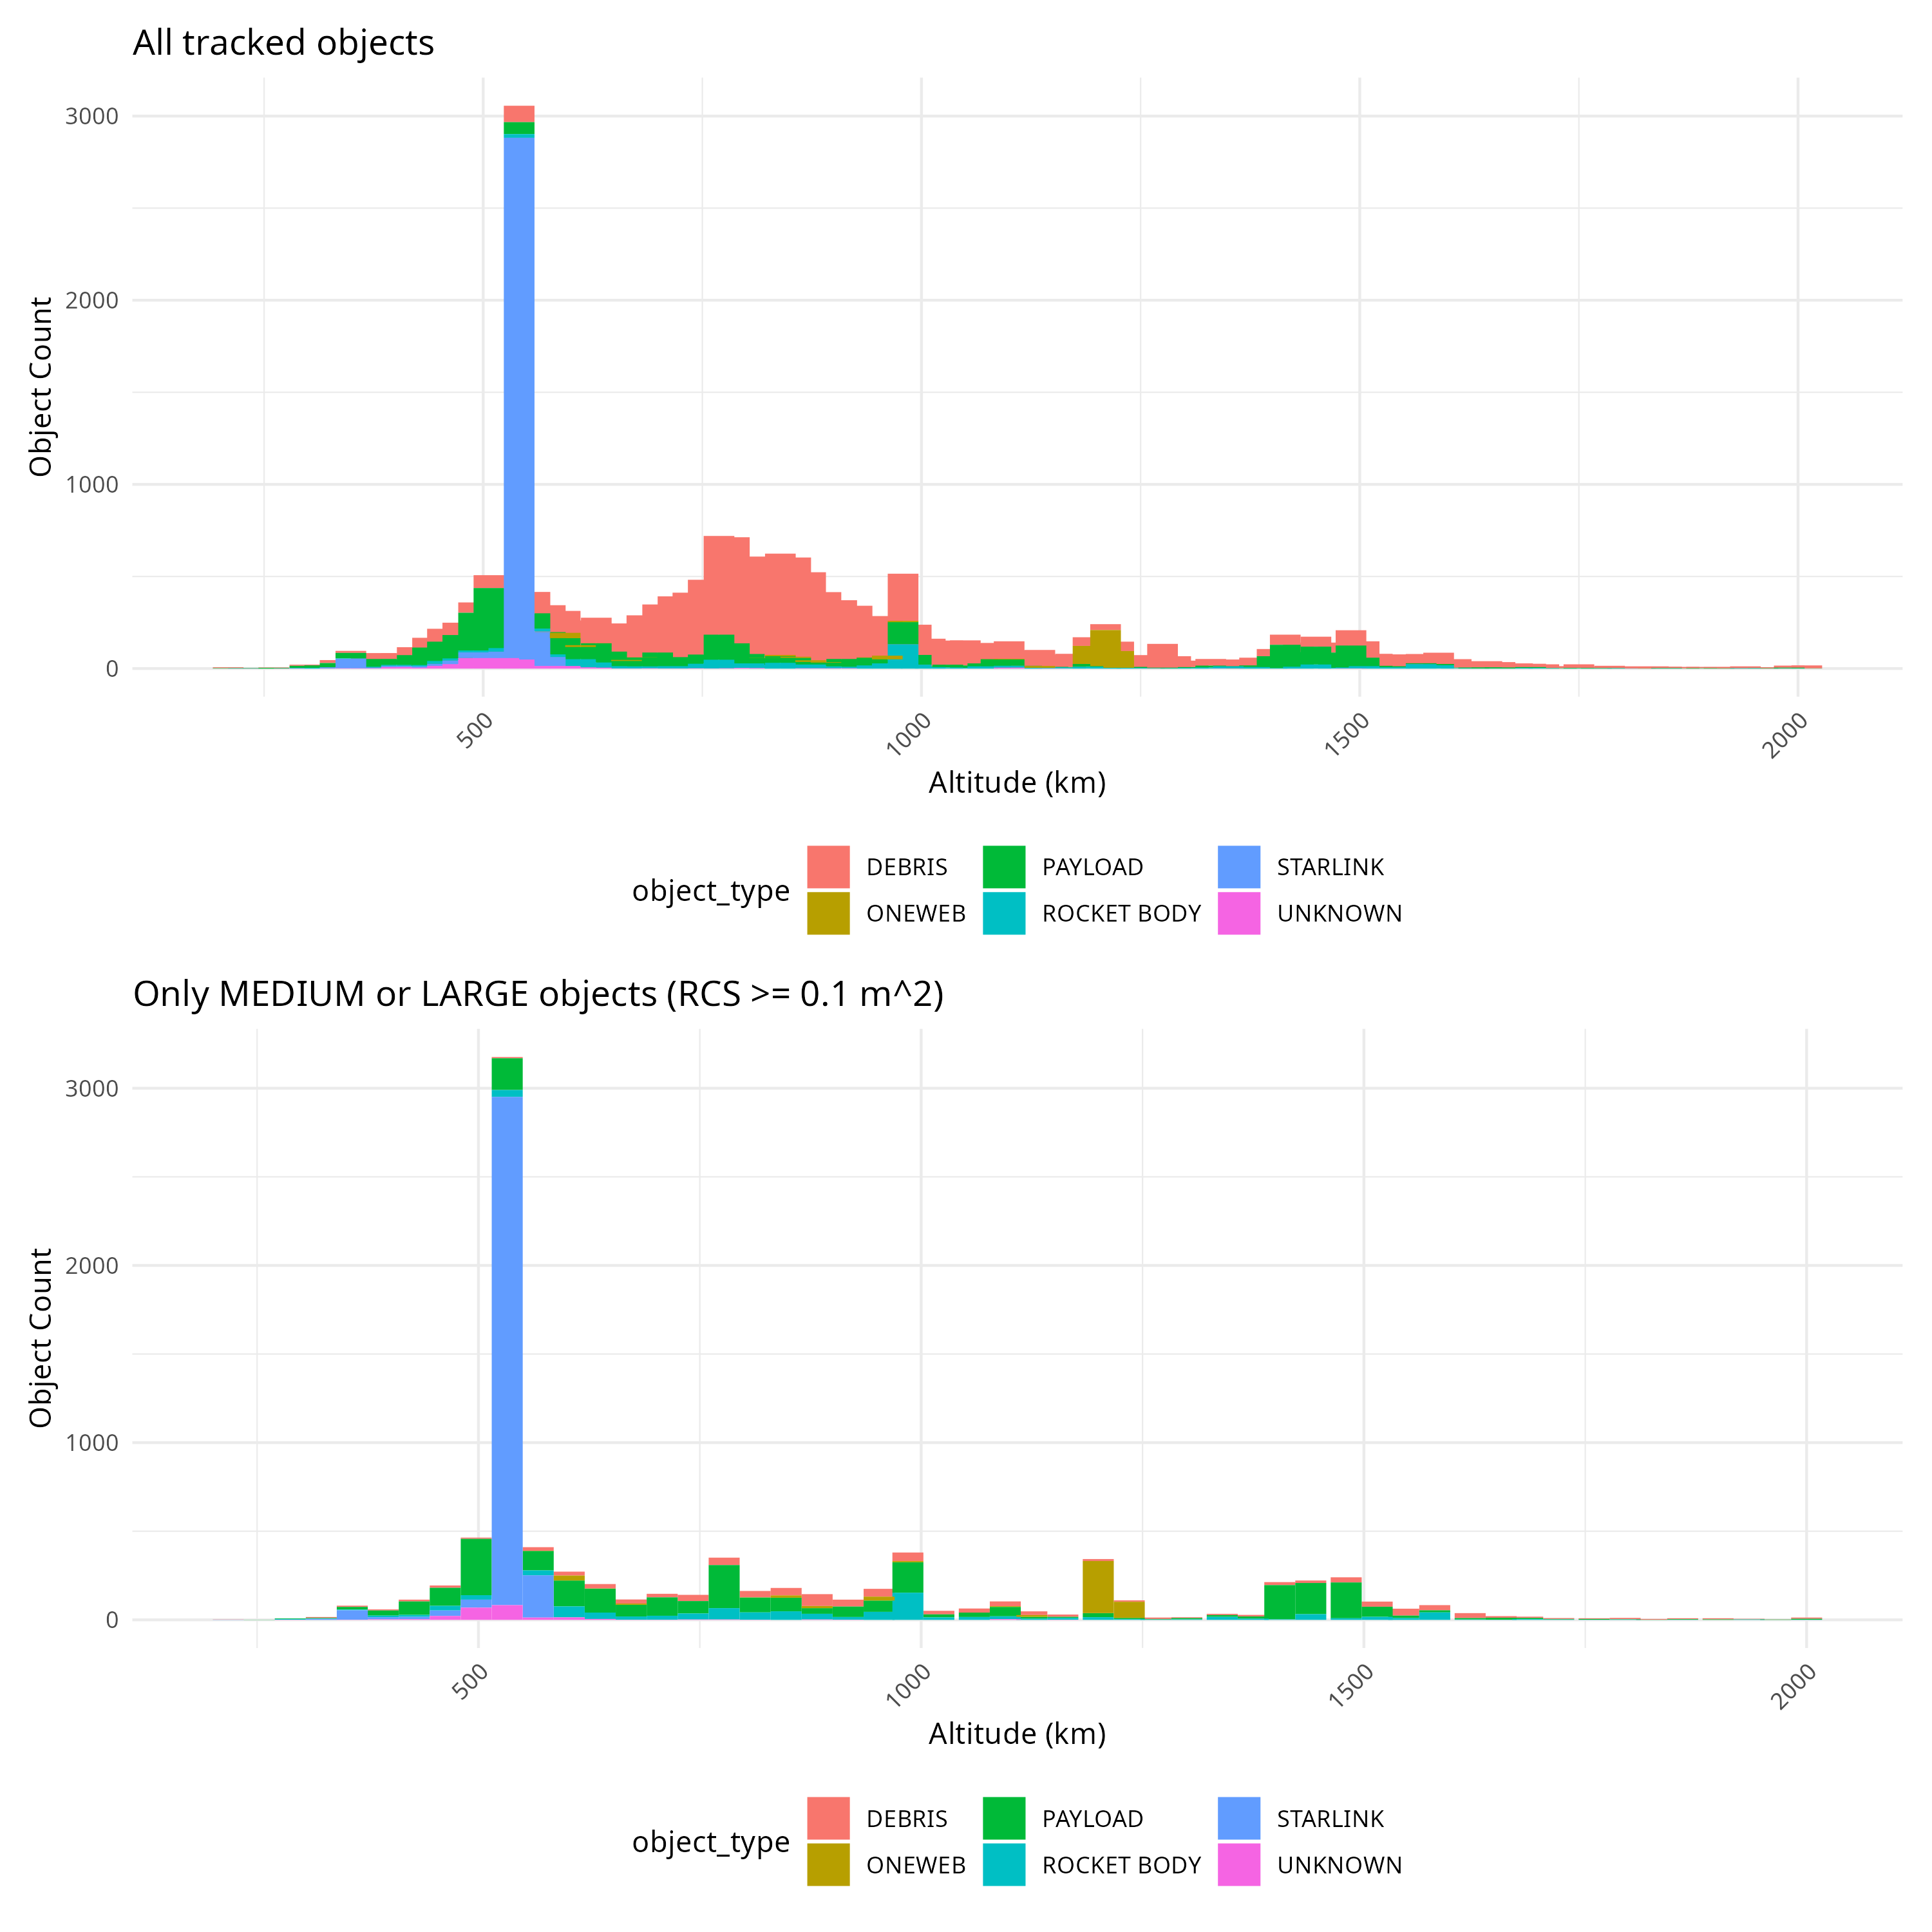 All tracked objects
3000
2000
1000
0
Object Count
500
1000
1500
2000
Altitude (km)
object_type
DEBRIS
PAYLOAD
STARLINK
ONEWEB
ROCKET BODY
UNKNOWN
Only MEDIUM or LARGE objects (RCS >= 0.1 m^2)
3000
2000
1000
0
Object Count
500
1000
1500
2000
Altitude (km)
object_type
DEBRIS
PAYLOAD
STARLINK
ONEWEB
ROCKET BODY
UNKNOWN